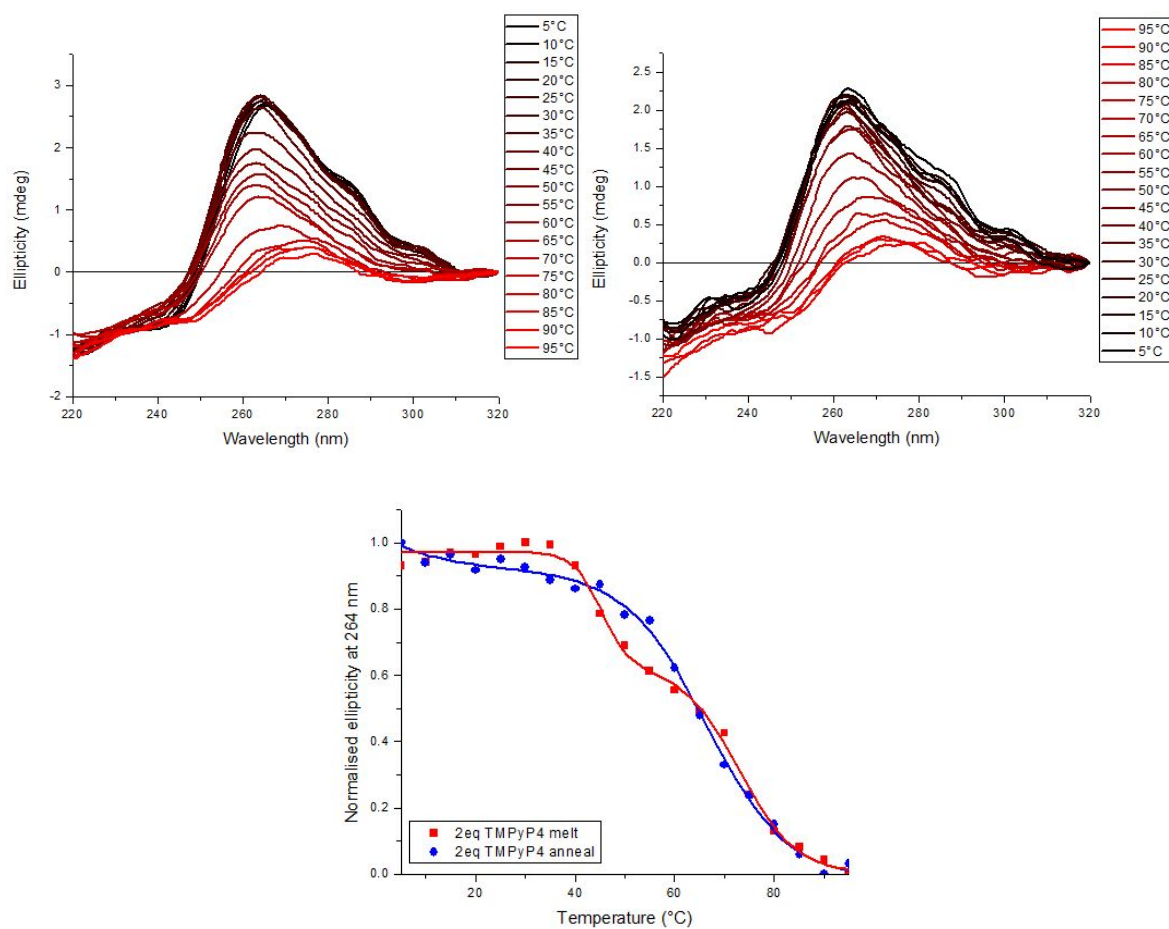 5°C
10°C
15°C
20°C
25°C
30°C
35°C
40°C
45°C
50°C
55°C
60°C
65°C
70°C
75°C
80°C
85°C
90°C
95°C
3
2
1
0
-1
-2
Ellipticity (mdeg)
220 240 260 280 300 320
Wavelength (nm)
95°C
90°C
85°C
80°C
75°C
70°C
65°C
60°C
55°C
50°C
45°C
40°C
35°C
30°C
25°C
20°C
15°C
10°C
5°C
2.5
2.0
1.5
1.0
0.5
0.0
-0.5
-1.0
-1.5
Ellipticity (mdeg)
220 240 260 280 300 320
Wavelength (nm)
1.0
0.8
0.6
0.4
0.2
0.0
Normalised ellipticity at 264 nm
2eq TMPyP4 melt
2eq TMPyP4 anneal
20 40 60 80
Temperature (°C)